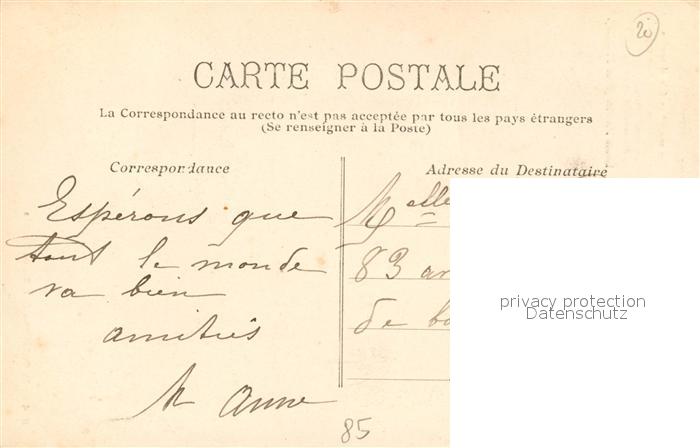 20
CARTE POSTALE
La Correspondance au recto n'est pas acceptée par tous les pays étrangers
(Se renseigner à la Poste)
Correspondance
Espérons que
tout le monde
va bien
amitiés
M Anne
Adresse du Destinataire
Melle
83 av
de
privacy protection
Datenschutz
85